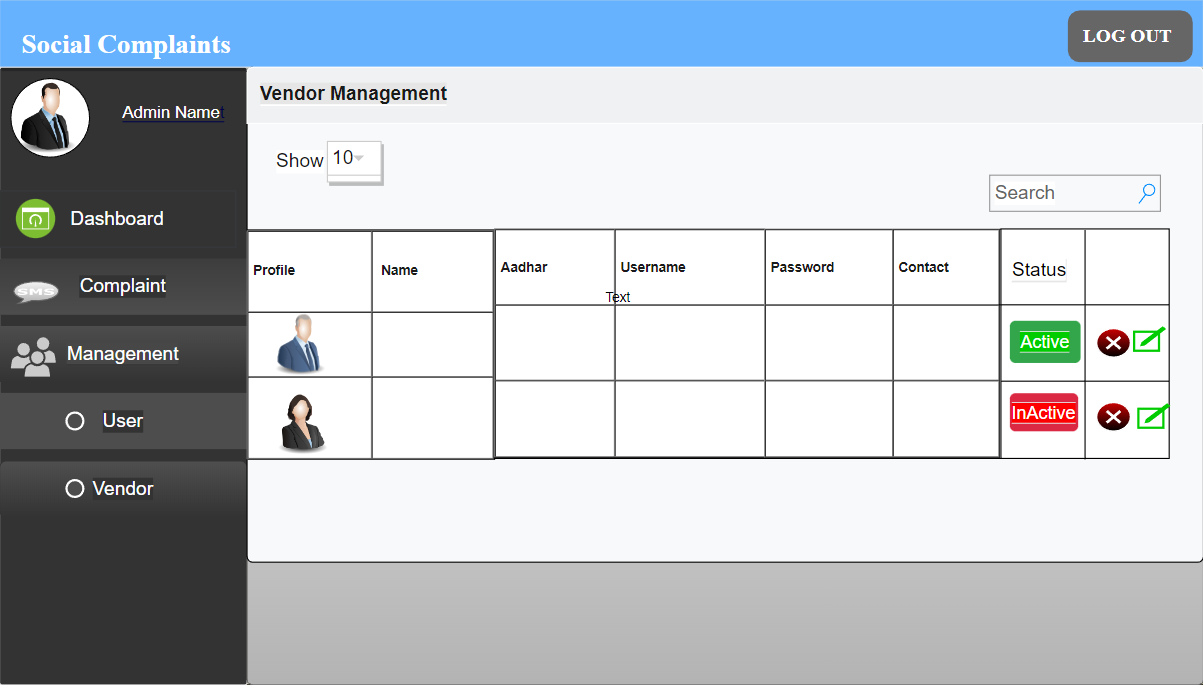 Social Complaints
LOG OUT
Admin Name
Vendor Management
Show 10
Search
Dashboard
Complaint
SMS
Management
User
Vendor
Profile Name Aadhar Username Password Contact Status
Text
Active
InActive